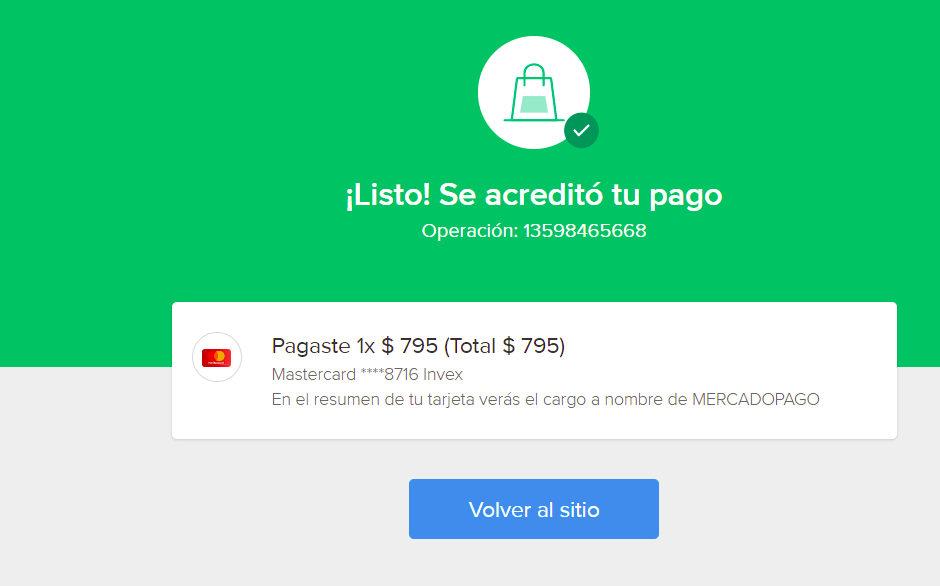 ¡Listo! Se acreditó tu pago
Operación: 13598465668
Pagaste 1x $ 795 (Total $ 795)
Mastercard ****8716 Invex
En el resumen de tu tarjeta verás el cargo a nombre de MERCADOPAGO
Volver al sitio